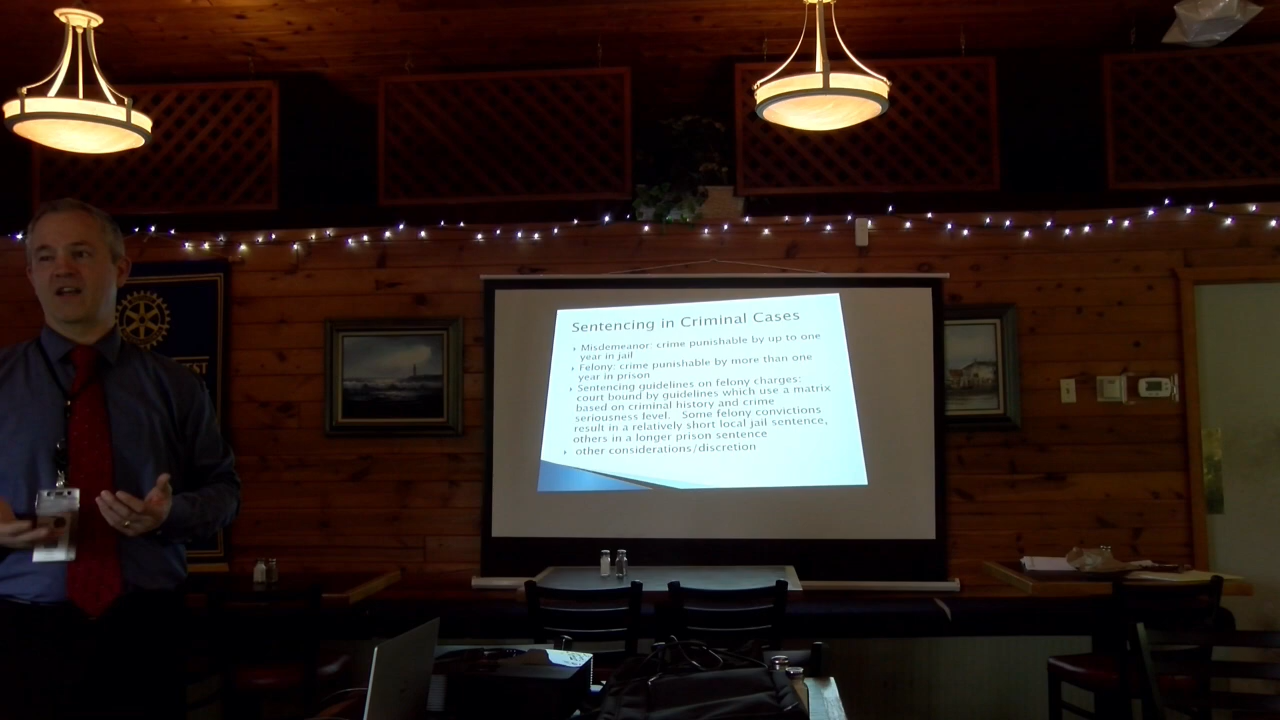 Sentencing in Criminal Cases
Misdemeanor: crime punishable by up to one
year in jail
Felony: crime punishable by more than one
year in prison
Sentencing guidelines on felony charges:
court bound by guidelines which use a matrix
based on criminal history and crime
seriousness level. Some felony convictions
result in a relatively short local jail sentence,
others in a longer prison sentence
other considerations/discretion